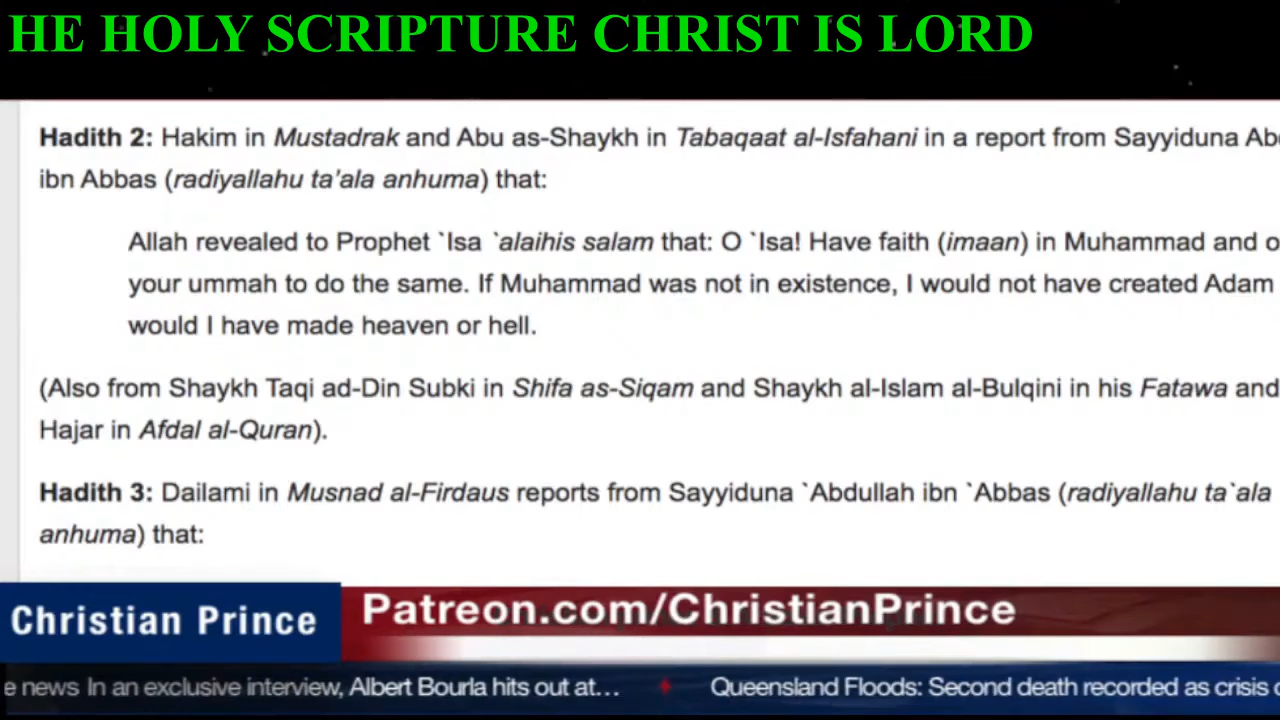 HE HOLY SCRIPTURE CHRIST IS LORD
Hadith 2: Hakim in Mustadrak and Abu as-Shaykh in Tabaqaat al-Isfahani in a report from Sayyiduna Ab
ibn Abbas (radiyallahu ta’ala anhuma) that:
Allah revealed to Prophet `Isa `alaihis salam that: O `Isa! Have faith (imaan) in Muhammad and o
your ummah to do the same. If Muhammad was not in existence, I would not have created Adam
would I have made heaven or hell.
(Also from Shaykh Taqi ad-Din Subki in Shifa as-Siqam and Shaykh al-Islam al-Bulqini in his Fatawa and
Hajar in Afdal al-Quran).
Hadith 3: Dailami in Musnad al-Firdaus reports from Sayyiduna `Abdullah ibn `Abbas (radiyallahu ta`ala
anhuma) that:
Christian Prince
Patreon.com/ChristianPrince
e news In an exclusive interview, Albert Bourla hits out at... Queensland Floods: Second death recorded as crisis